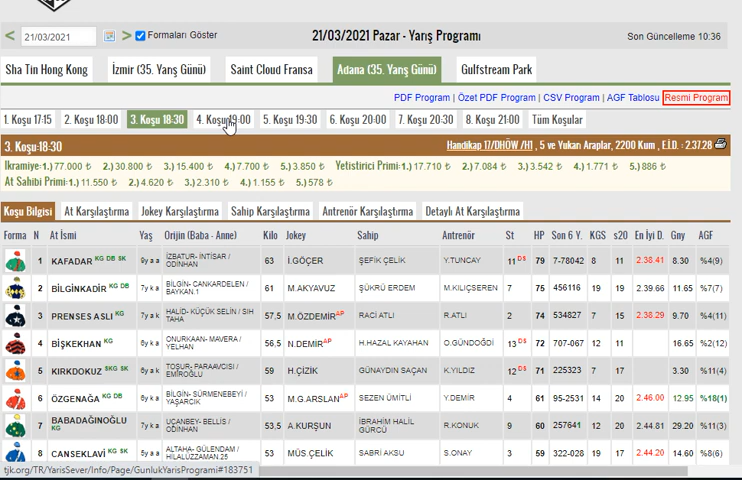 21/03/2021 Formaları Göster 21/03/2021 Pazar - Yarış Programı Son Güncelleme 10:36
Sha Tin Hong Kong İzmir (35. Yarış Günü) Saint Cloud Fransa Adana (35. Yarış Günü) Gulfstream Park
PDF Program | Özet PDF Program | CSV Program | AGF Tablosu Resmi Program
1. Koşu 17:15 2. Koşu 18:00 3. Koşu 18:30 4. Koşu 19:00 5. Koşu 19:30 6. Koşu 20:00 7. Koşu 20:30 8. Koşu 21:00 Tüm Koşular
3. Koşu:18:30 Handikap 17/DHÖW /H1 , 5 ve Yukarı Araplar, 2200 Kum , E.İ.D. : 2.37.28
İkramiye: 1.) 77.000 ₺ 2.) 30.800 ₺ 3.) 15.400 ₺ 4.) 7.700 ₺ 5.) 3.850 ₺ Yetiştirici Primi: 1.) 17.710 ₺ 2.) 7.084 ₺ 3.) 3.542 ₺ 4.) 1.771 ₺ 5.) 886 ₺
At Sahibi Primi: 1.) 11.550 ₺ 2.) 4.620 ₺ 3.) 2.310 ₺ 4.) 1.155 ₺ 5.) 578 ₺
Koşu Bilgisi At Karşılaştırma Jokey Karşılaştırma Sahip Karşılaştırma Antrenör Karşılaştırma Detaylı At Karşılaştırma
Forma N At İsmi Yaş Orijin (Baba - Anne) Kilo Jokey Sahip Antrenör St HP Son 6 Y. KGS s20 En İyi D. Gny AGF
1 KAFADAR KG DB SK 9y a a İZBATUR- İNTİSAR / ODİNHAN 63 İ.GÖÇER ŞEFİK ÇELİK Y.TUNCAY 11 DS 79 7-78042 8 11 2.38.41 8.30 %4(9)
2 BİLGİNKADİR KG DB 7y k a BİLGİN- CANKARDELEN / BAYKAN.1 61 M.AKYAVUZ ŞÜKRÜ ERDEM M.KILIÇSEREN 7 75 456116 19 19 2.39.66 11.65 %7(7)
3 PRENSES ASLI KG 7y a k HALİD- KÜÇÜK SELİN / SIH TAHA 57.5 M.ÖZDEMİR AP RACİ ATLI R.ATLI 2 74 534827 7 15 2.38.29 9.70 %4(11)
4 BİŞKEKHAN KG 6y k a ONURKAAN- MAVERA / YELHAN 56,5 N.DEMİR AP H.HAZAL KAYAHAN O.GÜNDOĞDİ 13 DS 72 707-067 12 11 16.65 %2(12)
5 KIRKDOKUZ SKG SK 5y a a TOŞUR- PARAAVCISI / EMİROĞLU 59 H.ÇİZİK GÜNAYDIN SAÇAN K.YILDIZ 12 DS 71 225323 7 17 3.30 %11(4)
6 ÖZGENAĞA KG DB 6y k a BİLGİN- SÜRMENEBEYİ / YAŞARCIK 53 M.G.ARSLAN AP SEZEN ÜMİTLİ Y.DEMİR 4 61 95-2531 14 20 2.46.00 12.95 %18(1)
7 BABADAĞINOĞLU KG 7y k a UCANBEY- BELLİS / ODİNHAN 53,5 A.KURŞUN İBRAHİM HALİL GÜRCÜ R.KONUK 9 60 257641 12 20 2.44.81 29.20 %11(3)
8 CANSEKLAVİ KG SK 8y a a ALTAHA- GÜLENDAM / HİLALUZZAMAN.25 53 MÜS ÇELİK SABRİ AKSU S.ONAY 3 59 322-028 19 17 2.44.20 14.60 %8(6)
tjk.org/TR/YarisSever/Info/Page/GunlukYarisProgrami#183751